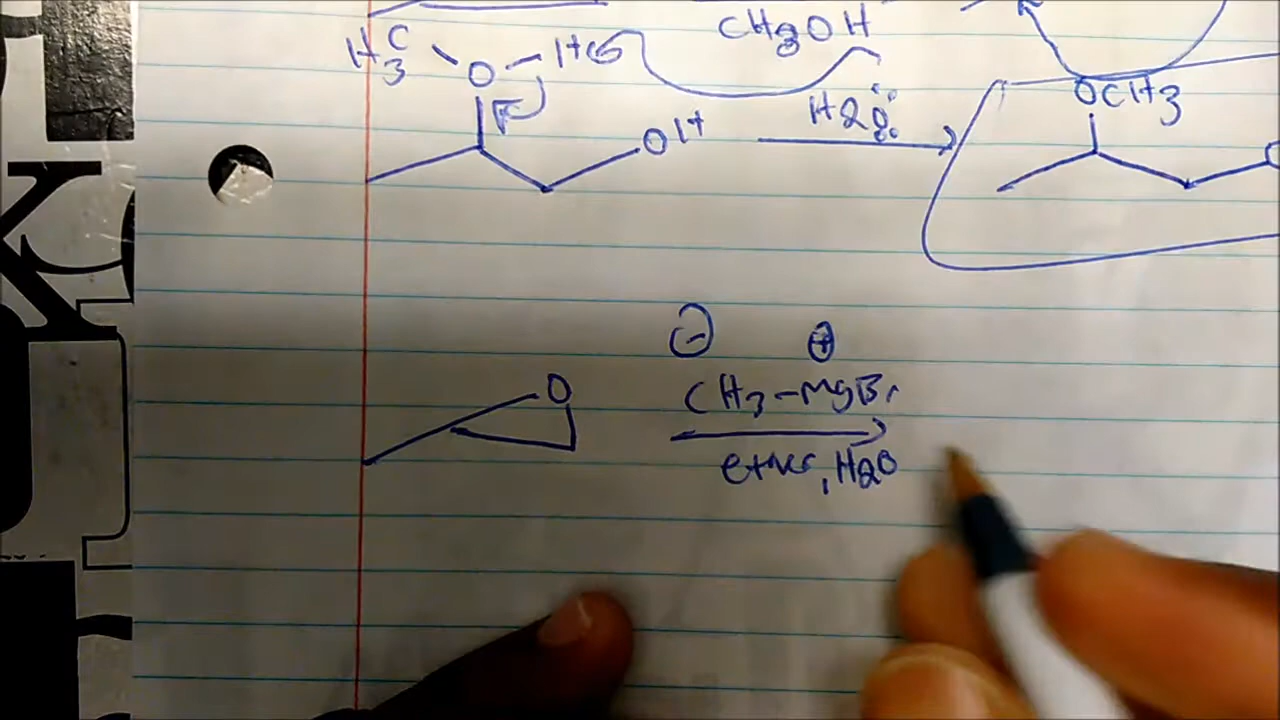 CH3OH
H3C O H⊕
H2O
OH
OCH3
⊖ ⊕
O CH3-MgBr
ether, H2O